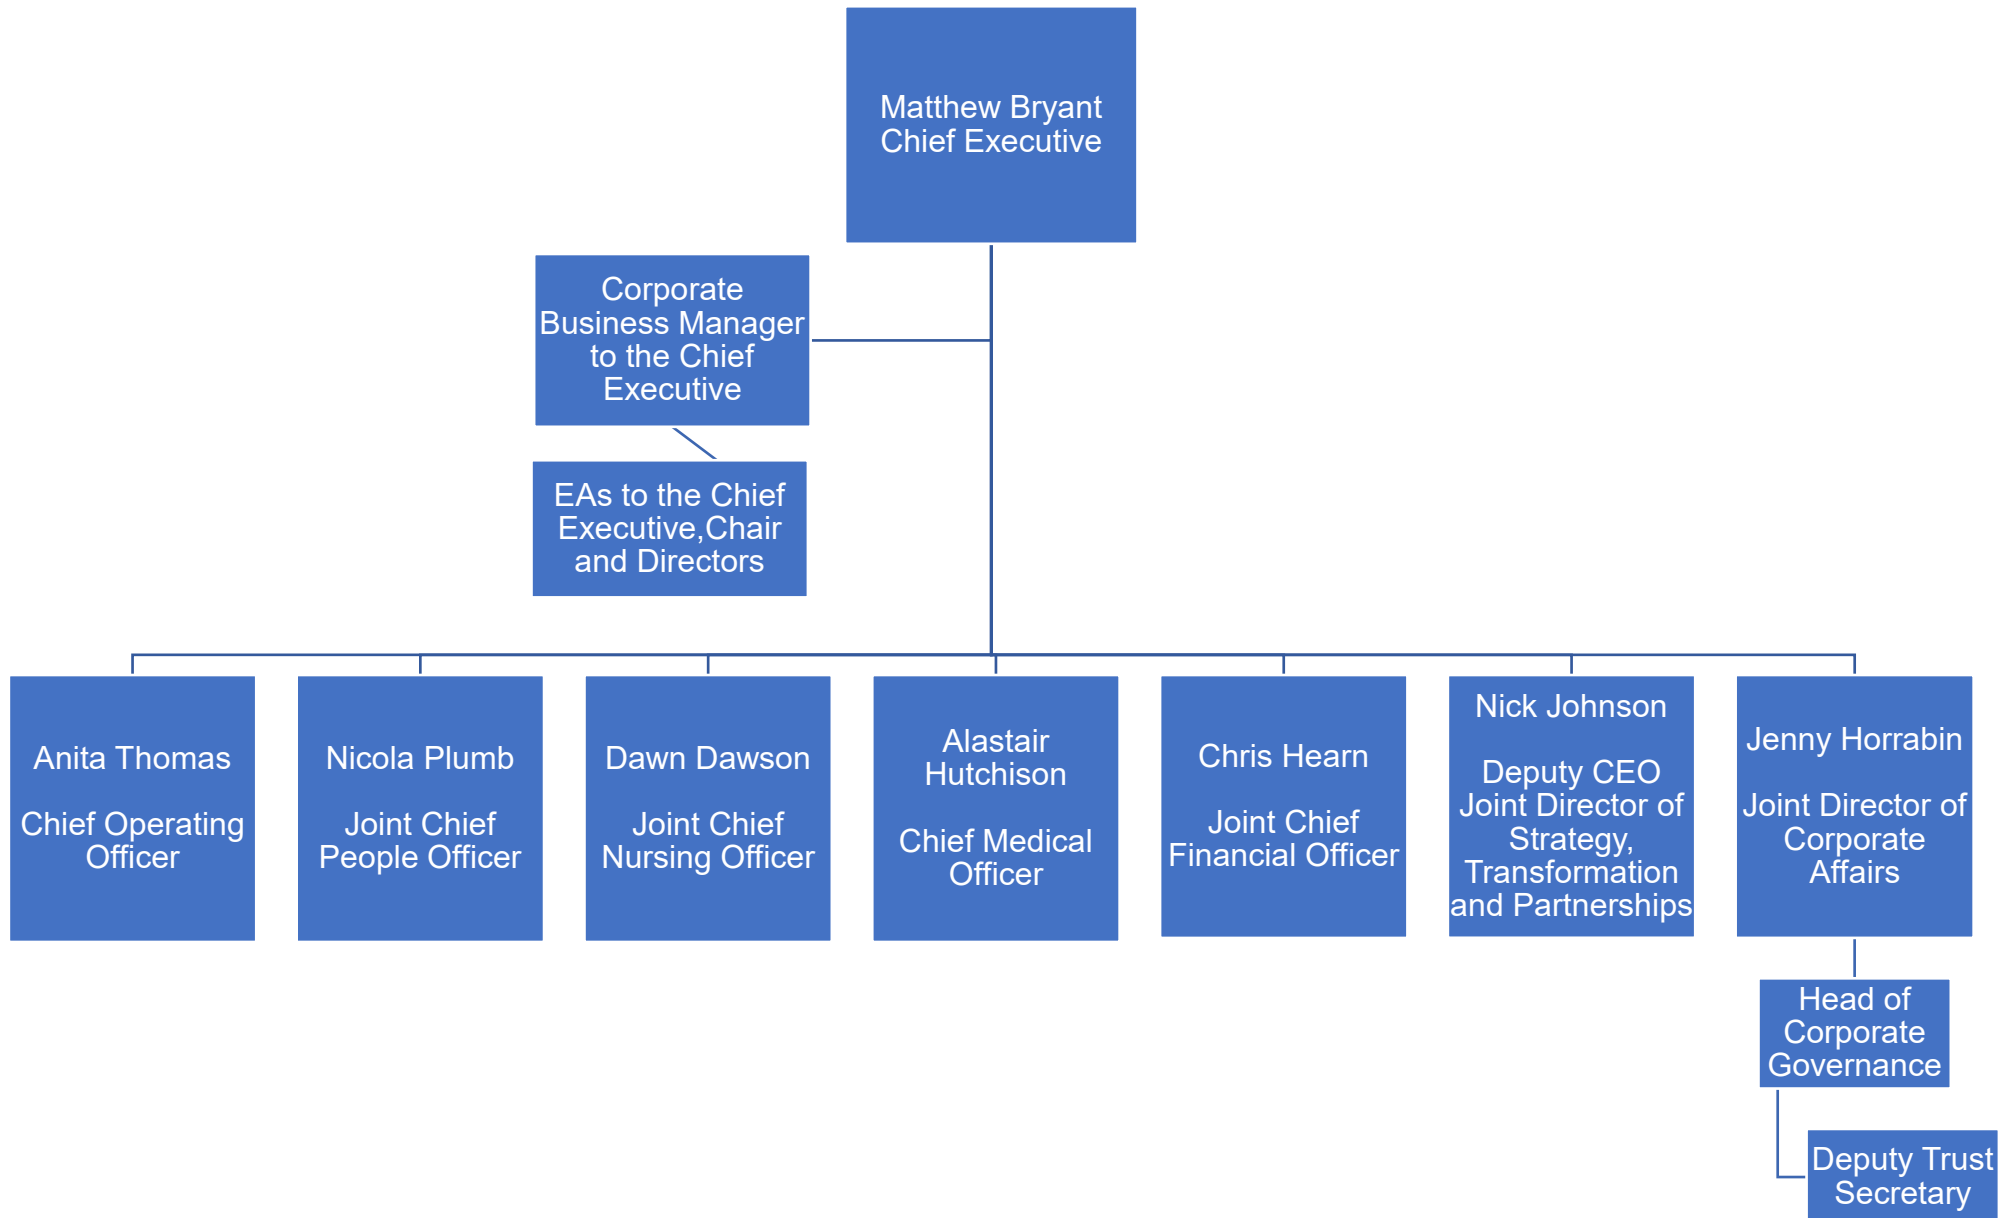 Matthew Bryant
Chief Executive
Corporate
Business Manager
to the Chief
Executive
EAs to the Chief
Executive,Chair
and Directors
Anita Thomas
Chief Operating
Officer
Nicola Plumb
Joint Chief
People Officer
Dawn Dawson
Joint Chief
Nursing Officer
Alastair
Hutchison
Chief Medical
Officer
Chris Hearn
Joint Chief
Financial Officer
Nick Johnson
Deputy CEO
Joint Director of
Strategy,
Transformation
and Partnerships
Jenny Horrabin
Joint Director of
Corporate
Affairs
Head of
Corporate
Governance
Deputy Trust
Secretary